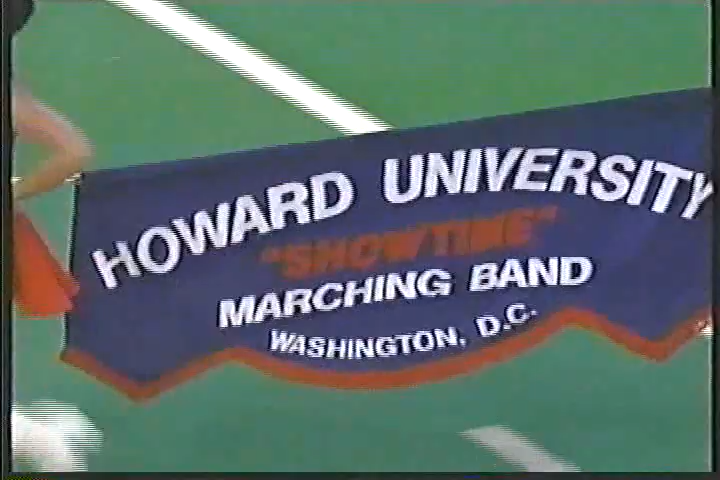 HOWARD UNIVERSITY
"SHOWTIME"
MARCHING BAND
WASHINGTON, D.C.